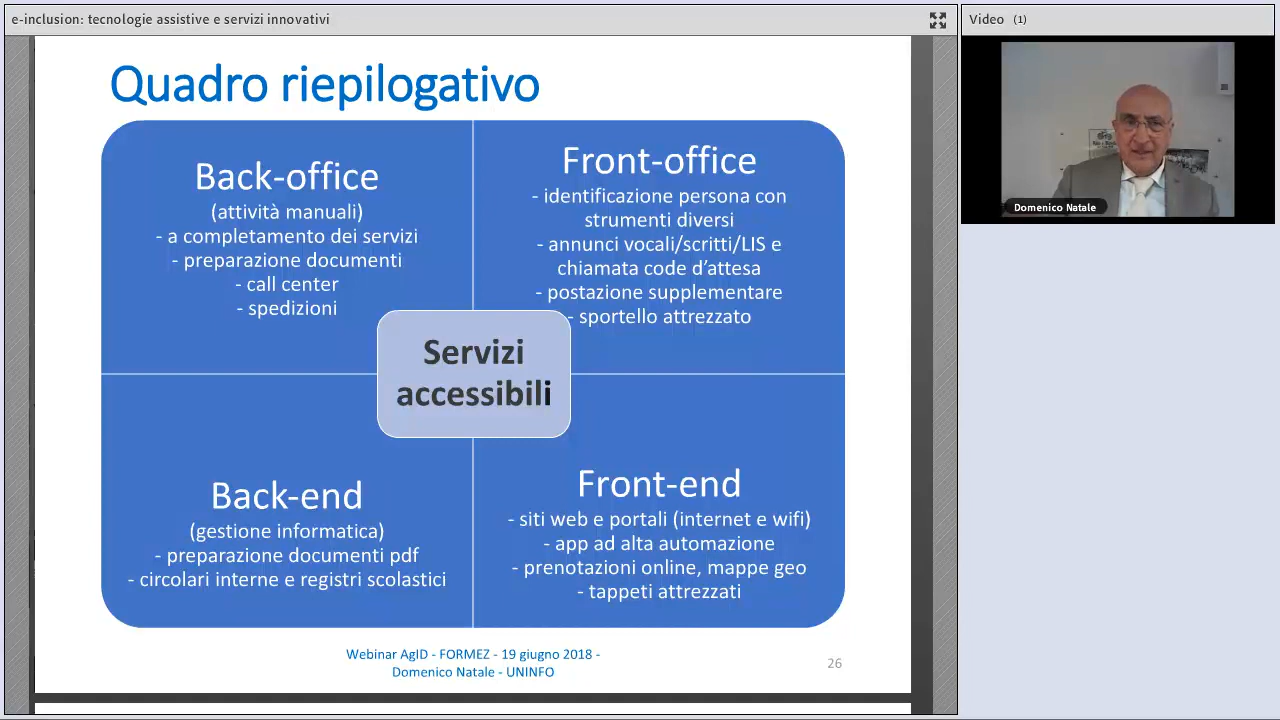 e-inclusion: tecnologie assistive e servizi innovativi
Video (1)
Domenico Natale
Quadro riepilogativo
Back-office
(attività manuali)
- a completamento dei servizi
- preparazione documenti
- call center
- spedizioni
Front-office
- identificazione persona con
strumenti diversi
- annunci vocali/scritti/LIS e
chiamata code d’attesa
- postazione supplementare
- sportello attrezzato
Servizi
accessibili
Back-end
(gestione informatica)
- preparazione documenti pdf
- circolari interne e registri scolastici
Front-end
- siti web e portali (internet e wifi)
- app ad alta automazione
- prenotazioni online, mappe geo
- tappeti attrezzati
Webinar AgID - FORMEZ - 19 giugno 2018 -
Domenico Natale - UNINFO
26